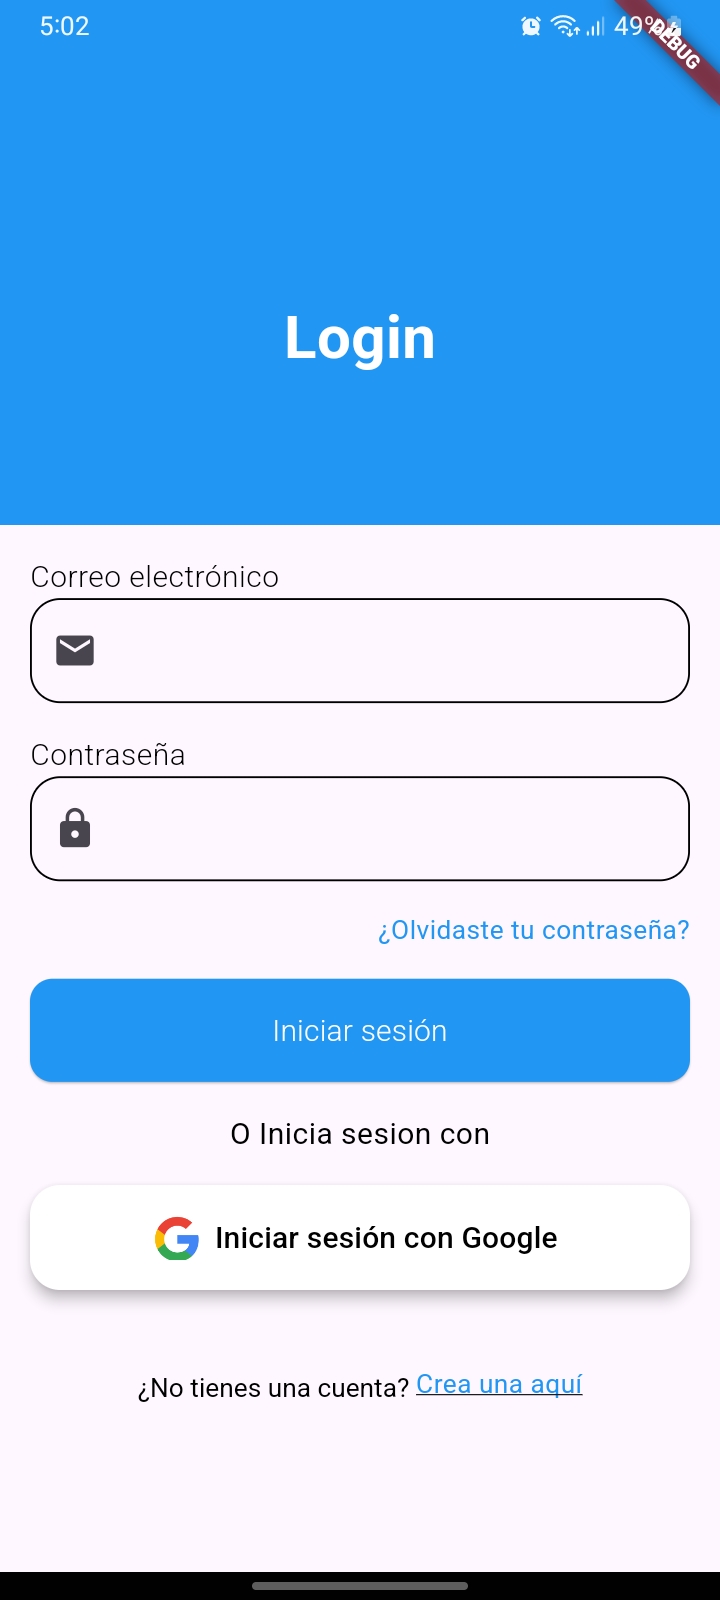 5:02
49%
DEBUG
Login
Correo electrónico
Contraseña
¿Olvidaste tu contraseña?
Iniciar sesión
O Inicia sesion con
Iniciar sesión con Google
¿No tienes una cuenta? Crea una aquí